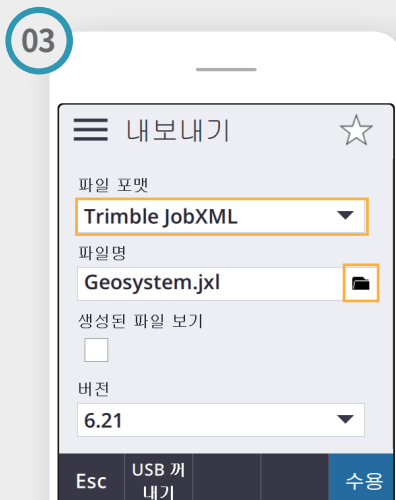 03
내보내기
파일 포맷
Trimble JobXML
파일명
Geosystem.jxl
생성된 파일 보기
버전
6.21
Esc
USB 꺼
내기
수용